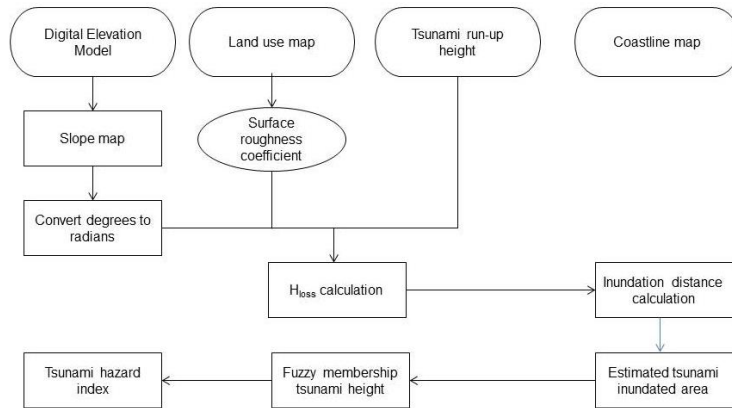 Digital Elevation
Model
Land use map
Tsunami run-up
height
Coastline map
Slope map
Surface
roughness
coefficient
Convert degrees to
radians
Hloss calculation
Inundation distance
calculation
Tsunami hazard
index
Fuzzy membership
tsunami height
Estimated tsunami
inundated area